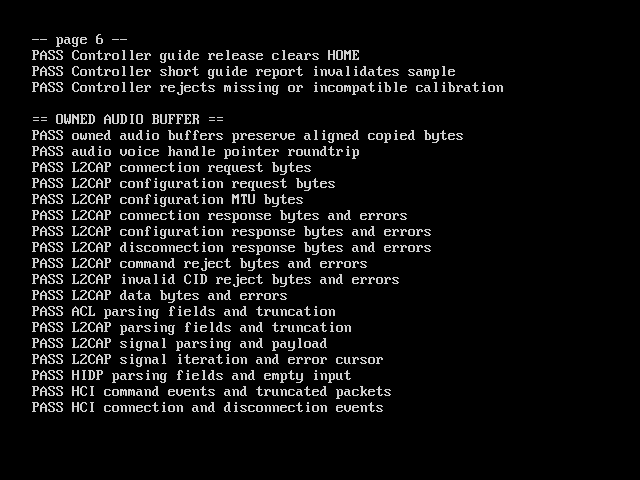 -- page 6 --
PASS Controller guide release clears HOME
PASS Controller short guide report invalidates sample
PASS Controller rejects missing or incompatible calibration
== OWNED AUDIO BUFFER ==
PASS owned audio buffers preserve aligned copied bytes
PASS audio voice handle pointer roundtrip
PASS L2CAP connection request bytes
PASS L2CAP configuration request bytes
PASS L2CAP configuration MTU bytes
PASS L2CAP connection response bytes and errors
PASS L2CAP configuration response bytes and errors
PASS L2CAP disconnection response bytes and errors
PASS L2CAP command reject bytes and errors
PASS L2CAP invalid CID reject bytes and errors
PASS L2CAP data bytes and errors
PASS ACL parsing fields and truncation
PASS L2CAP parsing fields and truncation
PASS L2CAP signal parsing and payload
PASS L2CAP signal iteration and error cursor
PASS HIDP parsing fields and empty input
PASS HCI command events and truncated packets
PASS HCI connection and disconnection events